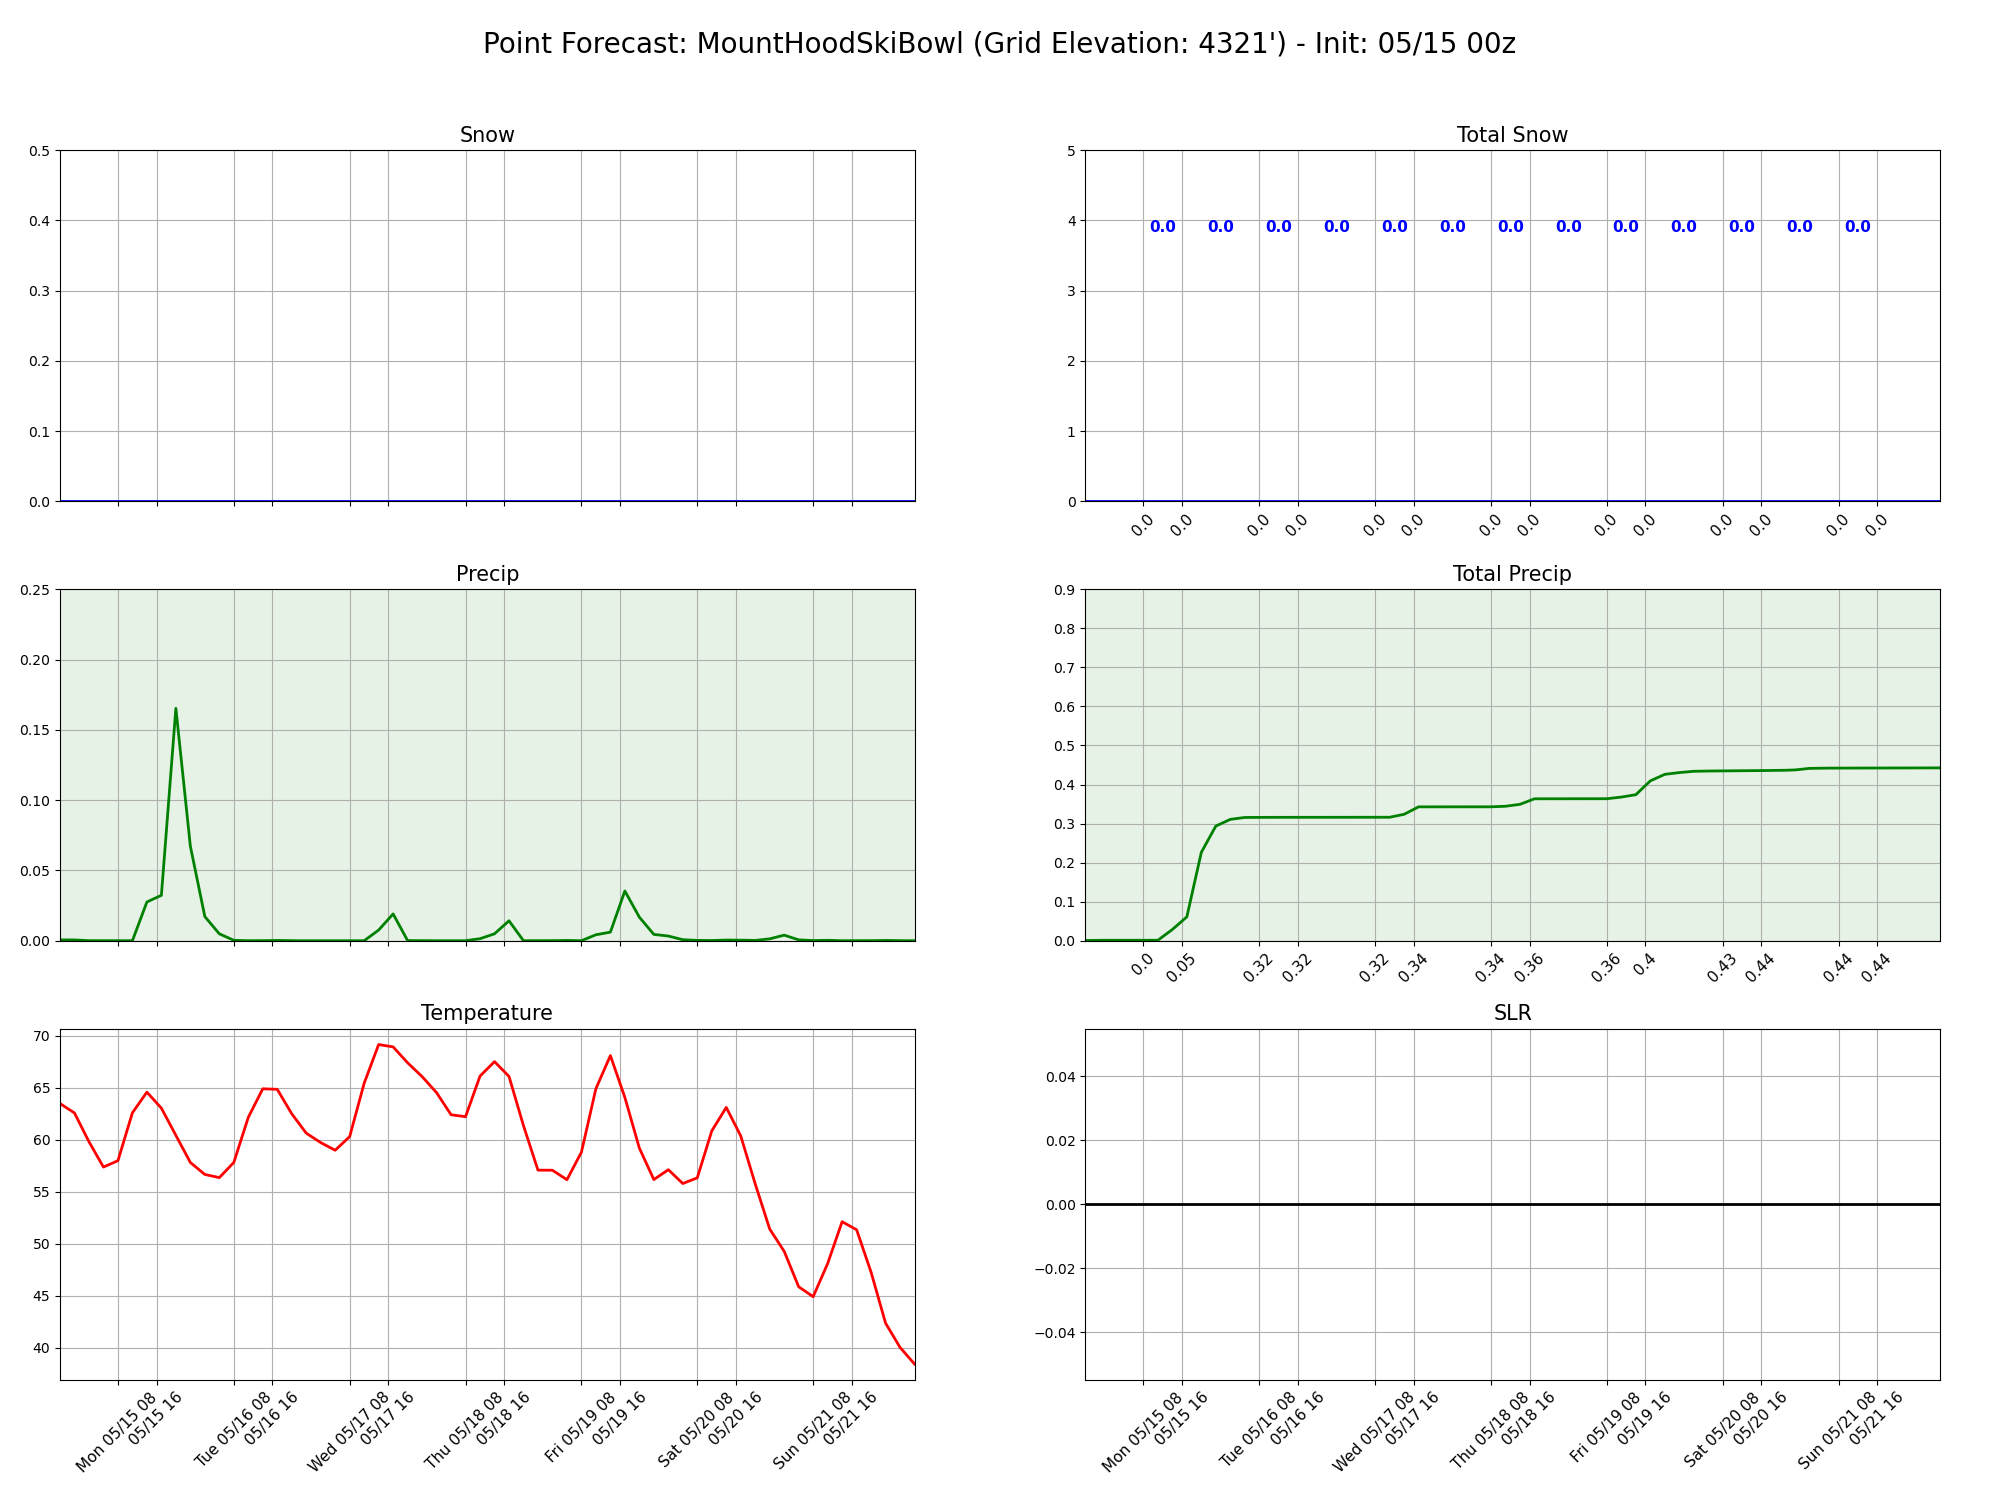 Point Forecast: MountHoodSkiBowl (Grid Elevation: 4321') - Init: 05/15 00z
Snow
0.5
0.4
0.3
0.2
0.1
0.0
Total Snow
5
4
3
2
1
0
0.0 0.0 0.0 0.0 0.0 0.0 0.0 0.0 0.0 0.0 0.0 0.0 0.0
0.0 0.0 0.0 0.0 0.0 0.0 0.0 0.0 0.0 0.0 0.0 0.0 0.0 0.0
Precip
0.25
0.20
0.15
0.10
0.05
0.00
Total Precip
0.9
0.8
0.7
0.6
0.5
0.4
0.3
0.2
0.1
0.0
0.0 0.05 0.32 0.32 0.32 0.34 0.34 0.36 0.36 0.4 0.43 0.44 0.44 0.44
Temperature
70
65
60
55
50
45
40
Mon 05/15 08
05/15 16
Tue 05/16 08
05/16 16
Wed 05/17 08
05/17 16
Thu 05/18 08
05/18 16
Fri 05/19 08
05/19 16
Sat 05/20 08
05/20 16
Sun 05/21 08
05/21 16
SLR
0.04
0.02
0.00
−0.02
−0.04
Mon 05/15 08
05/15 16
Tue 05/16 08
05/16 16
Wed 05/17 08
05/17 16
Thu 05/18 08
05/18 16
Fri 05/19 08
05/19 16
Sat 05/20 08
05/20 16
Sun 05/21 08
05/21 16